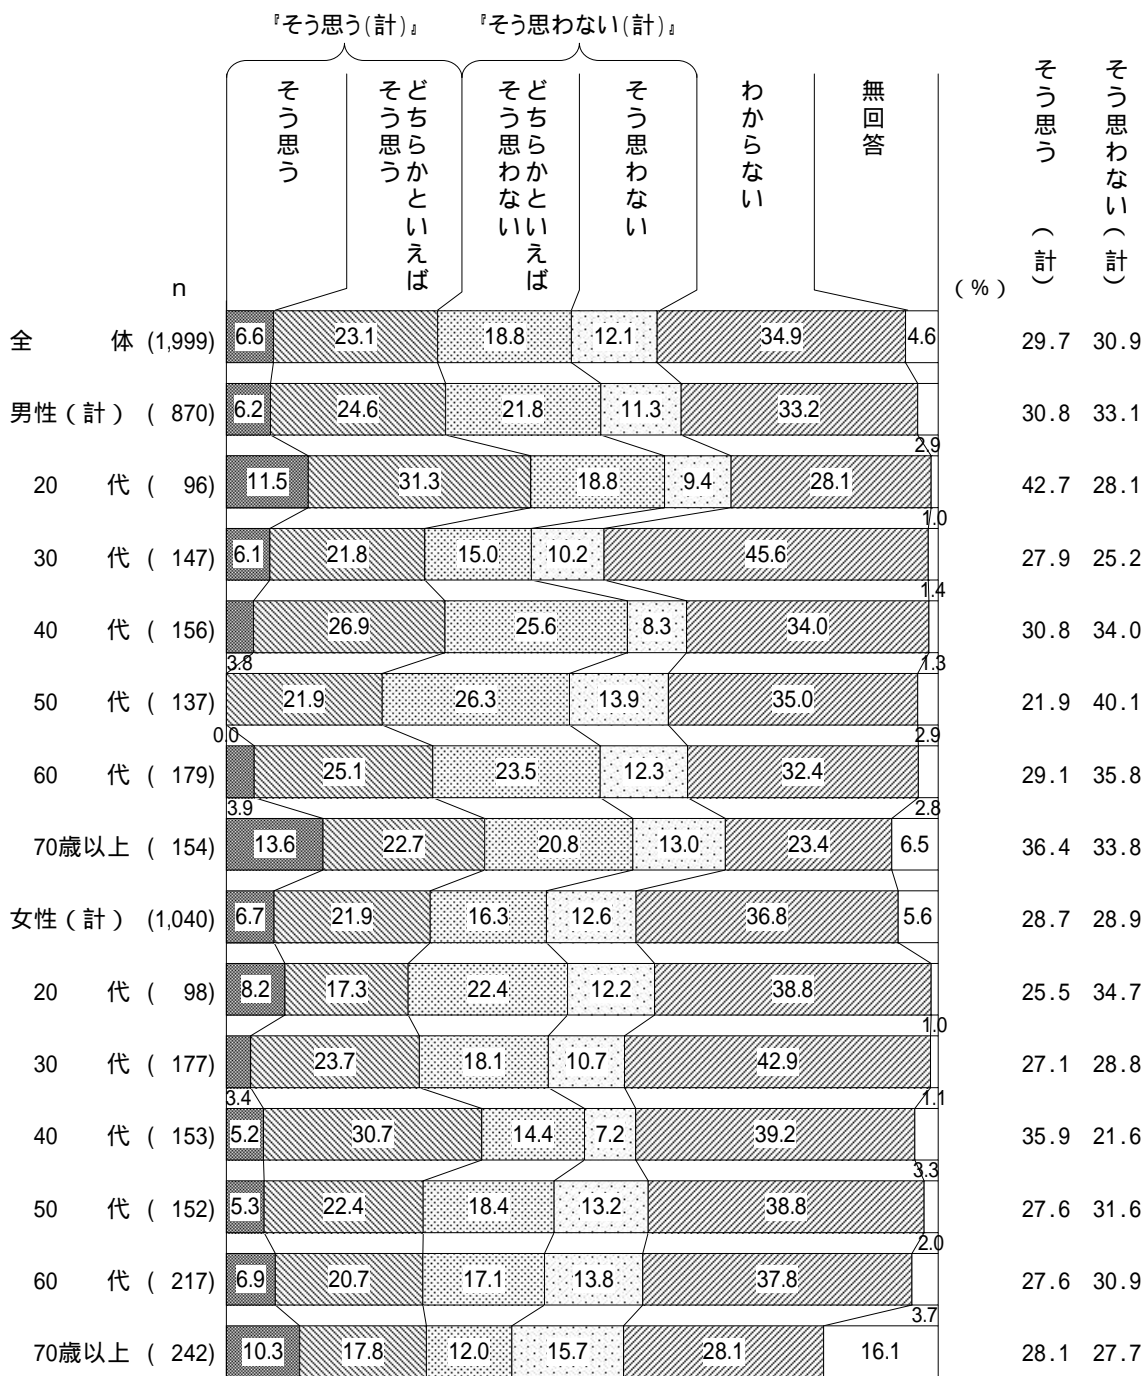 『そう思う(計)』 『そう思わない(計)』
そう思う
どちらかといえば
そう思う
どちらかといえば
そう思わない
そう思わない
わからない
無回答
そう思う（計）
そう思わない（計）
n (%)
全体 (1,999) 6.6 23.1 18.8 12.1 34.9 4.6 29.7 30.9
男性(計) ( 870) 6.2 24.6 21.8 11.3 33.2 2.9 30.8 33.1
20 代 ( 96) 11.5 31.3 18.8 9.4 28.1 1.0 42.7 28.1
30 代 ( 147) 6.1 21.8 15.0 10.2 45.6 1.4 27.9 25.2
40 代 ( 156) 3.8 26.9 25.6 8.3 34.0 1.3 30.8 34.0
50 代 ( 137) 0.0 21.9 26.3 13.9 35.0 2.9 21.9 40.1
60 代 ( 179) 3.9 25.1 23.5 12.3 32.4 2.8 29.1 35.8
70歳以上 ( 154) 13.6 22.7 20.8 13.0 23.4 6.5 36.4 33.8
女性(計) (1,040) 6.7 21.9 16.3 12.6 36.8 5.6 28.7 28.9
20 代 ( 98) 8.2 17.3 22.4 12.2 38.8 1.0 25.5 34.7
30 代 ( 177) 3.4 23.7 18.1 10.7 42.9 1.1 27.1 28.8
40 代 ( 153) 5.2 30.7 14.4 7.2 39.2 3.3 35.9 21.6
50 代 ( 152) 5.3 22.4 18.4 13.2 38.8 2.0 27.6 31.6
60 代 ( 217) 6.9 20.7 17.1 13.8 37.8 3.7 27.6 30.9
70歳以上 ( 242) 10.3 17.8 12.0 15.7 28.1 16.1 28.1 27.7